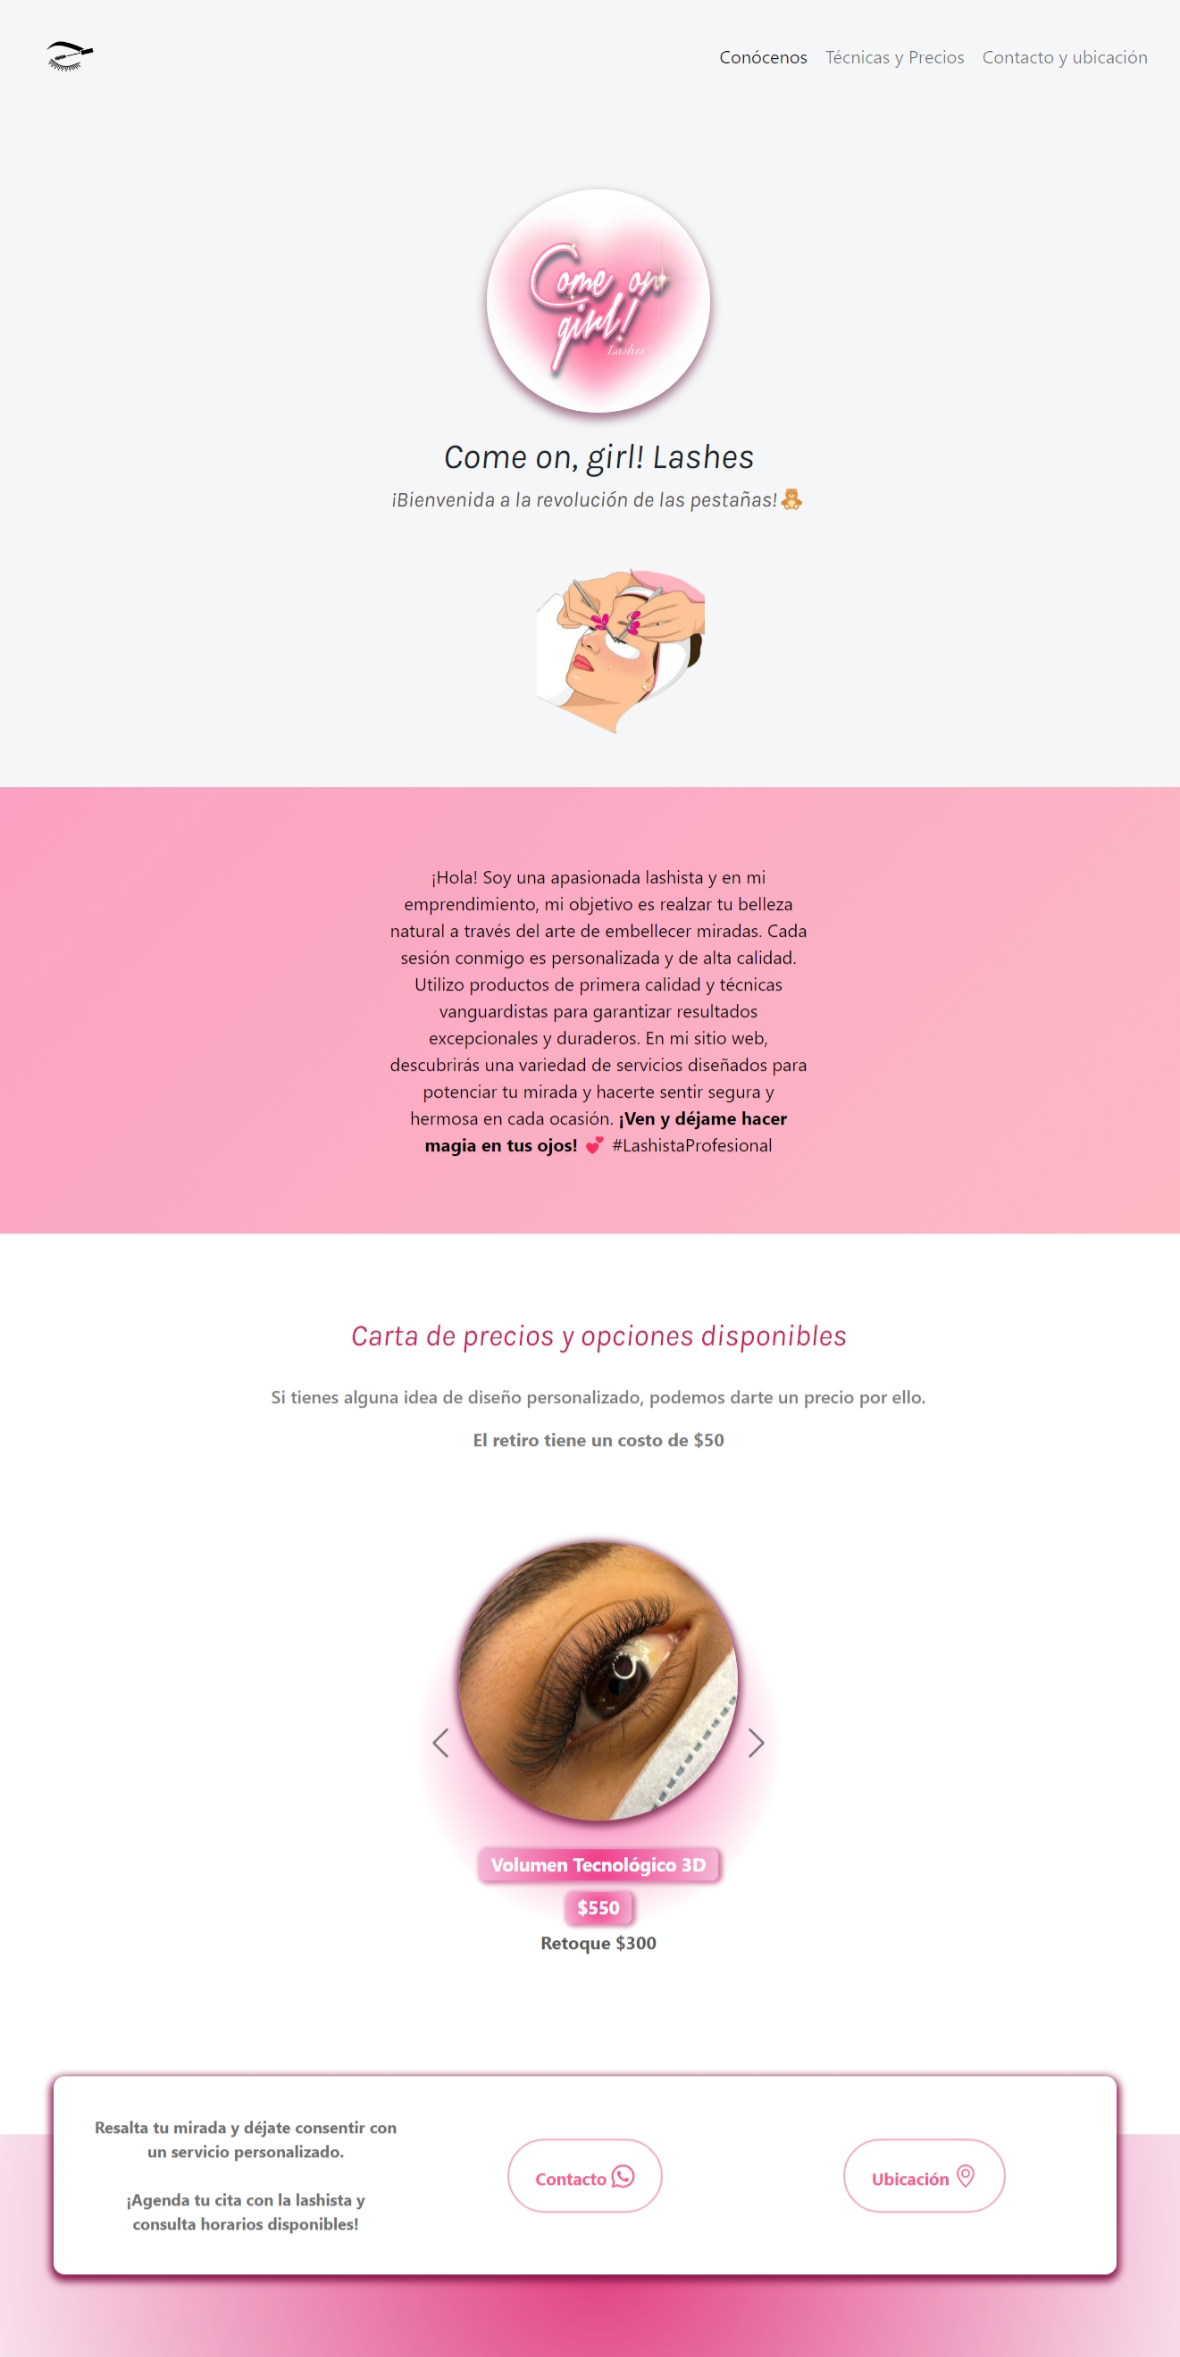 Conócenos Técnicas y Precios Contacto y ubicación
Come on
girl!
Lashes
Come on, girl! Lashes
¡Bienvenida a la revolución de las pestañas!🧸
¡Hola! Soy una apasionada lashista y en mi
emprendimiento, mi objetivo es realzar tu belleza
natural a través del arte de embellecer miradas. Cada
sesión conmigo es personalizada y de alta calidad.
Utilizo productos de primera calidad y técnicas
vanguardistas para garantizar resultados
excepcionales y duraderos. En mi sitio web,
descubrirás una variedad de servicios diseñados para
potenciar tu mirada y hacerte sentir segura y
hermosa en cada ocasión. ¡Ven y déjame hacer
magia en tus ojos! 💕 #LashistaProfesional
Carta de precios y opciones disponibles
Si tienes alguna idea de diseño personalizado, podemos darte un precio por ello.
El retiro tiene un costo de $50
Volumen Tecnológico 3D
$550
Retoque $300
Resalta tu mirada y déjate consentir con
un servicio personalizado.
¡Agenda tu cita con la lashista y
consulta horarios disponibles!
Contacto
Ubicación